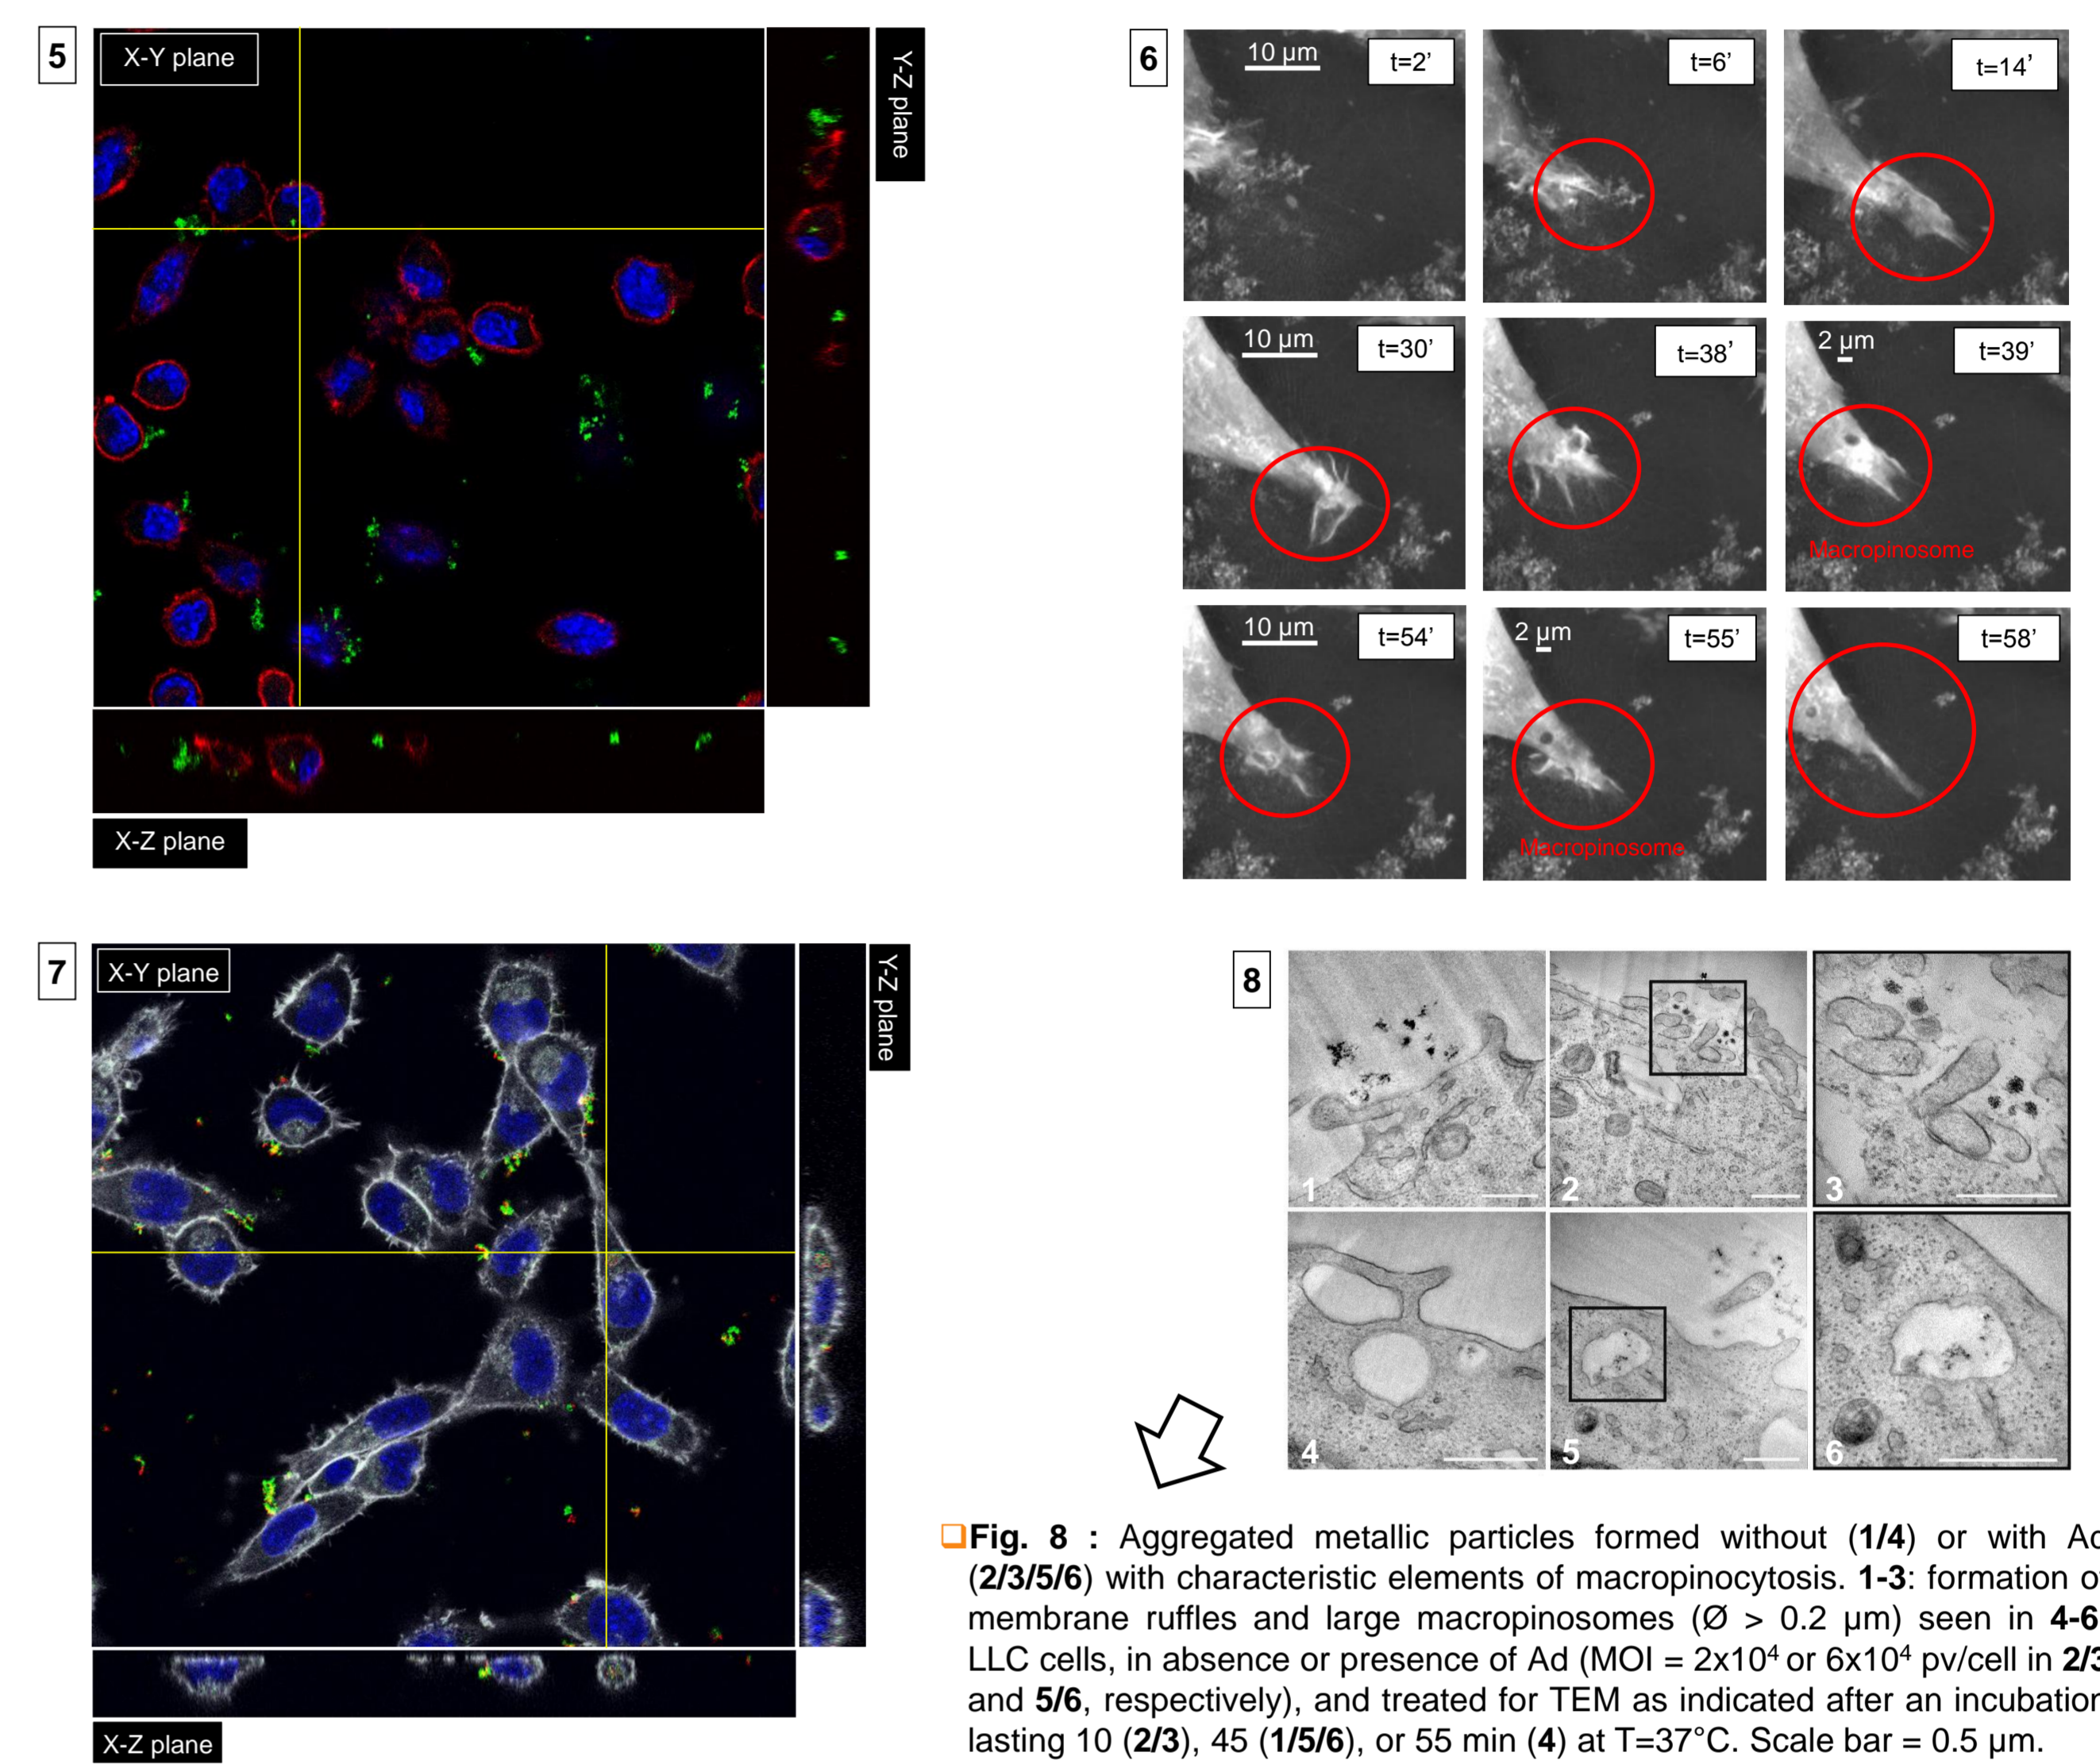 5
X-Y plane
Y-Z plane
X-Z plane
6
10 µm
t=2’
t=6’
t=14’
10 µm
t=30’
t=38’
2 µm
t=39’
Macropinosome
10 µm
t=54’
2 µm
t=55’
t=58’
Macropinosome
7
X-Y plane
Y-Z plane
X-Z plane
8
1
2
3
4
5
6
❑Fig. 8 : Aggregated metallic particles formed without (1/4) or with Ad
(2/3/5/6) with characteristic elements of macropinocytosis. 1-3: formation of
membrane ruffles and large macropinosomes (Ø > 0.2 µm) seen in 4-6
LLC cells, in absence or presence of Ad (MOI = 2x10⁴ or 6x10⁴ pv/cell in 2/3
and 5/6, respectively), and treated for TEM as indicated after an incubation
lasting 10 (2/3), 45 (1/5/6), or 55 min (4) at T=37°C. Scale bar = 0.5 µm.